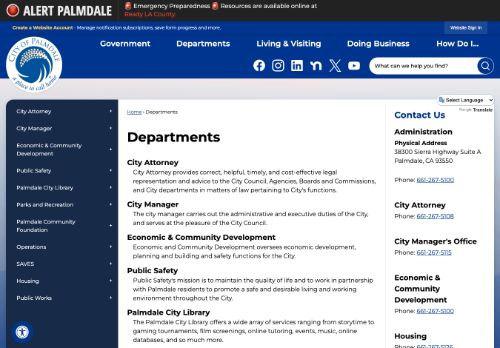 ALERT PALMDALE
🚨 Emergency Preparedness 🚨 Resources are available online at
Ready LA County.
Create a Website Account - Manage notification subscriptions, save form progress and more.
Website Sign In
CITY OF PALMDALE
a place to call home
Government
Departments
Living & Visiting
Doing Business
How Do I...
What can we help you find?
Select Language
Google Translate
City Attorney
City Manager
Economic & Community
Development
Public Safety
Palmdale City Library
Parks and Recreation
Palmdale Community
Foundation
Operations
SAVES
Housing
Public Works
Home › Departments
Departments
City Attorney
City Attorney provides correct, helpful, timely, and cost-effective legal
representation and advice to the City Council, Agencies, Boards and Commissions,
and City departments in matters of law pertaining to City's functions.
City Manager
The city manager carries out the administrative and executive duties of the City,
and serves at the pleasure of the City Council.
Economic & Community Development
Economic and Community Development oversees economic development,
planning and building and safety functions for the City.
Public Safety
Public Safety's mission is to maintain the quality of life and to work in partnership
with Palmdale residents to promote a safe and desirable living and working
environment throughout the City.
Palmdale City Library
The Palmdale City Library offers a wide array of services ranging from storytime to
gaming tournaments, film screenings, online tutoring, events, music, online
databases, and so much more.
Contact Us
Administration
Physical Address
38300 Sierra Highway Suite A
Palmdale, CA 93550
Phone: 661-267-5100
City Attorney
Phone: 661-267-5108
City Manager's Office
Phone: 661-267-5115
Economic &
Community
Development
Phone: 661-267-5100
Housing